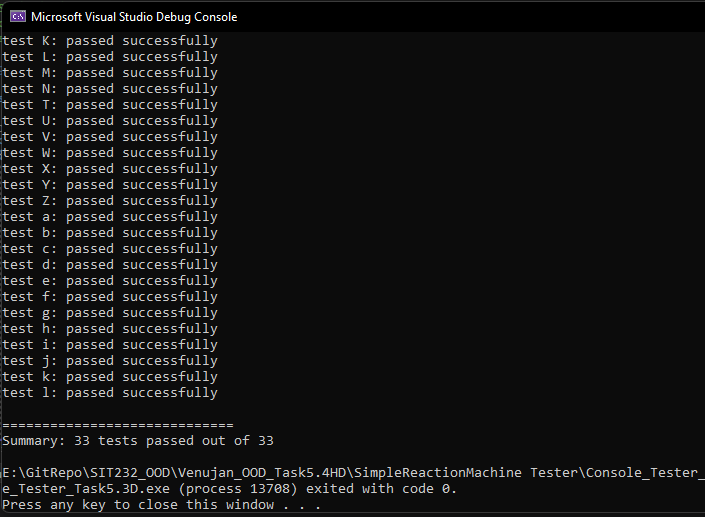 Microsoft Visual Studio Debug Console
test K: passed successfully
test L: passed successfully
test M: passed successfully
test N: passed successfully
test T: passed successfully
test U: passed successfully
test V: passed successfully
test W: passed successfully
test X: passed successfully
test Y: passed successfully
test Z: passed successfully
test a: passed successfully
test b: passed successfully
test c: passed successfully
test d: passed successfully
test e: passed successfully
test f: passed successfully
test g: passed successfully
test h: passed successfully
test i: passed successfully
test j: passed successfully
test k: passed successfully
test l: passed successfully
=============================
Summary: 33 tests passed out of 33
E:\GitRepo\SIT232_OOD\Venujan_OOD_Task5.4HD\SimpleReactionMachine Tester\Console_Tester_
e_Tester_Task5.3D.exe (process 13708) exited with code 0.
Press any key to close this window . . .